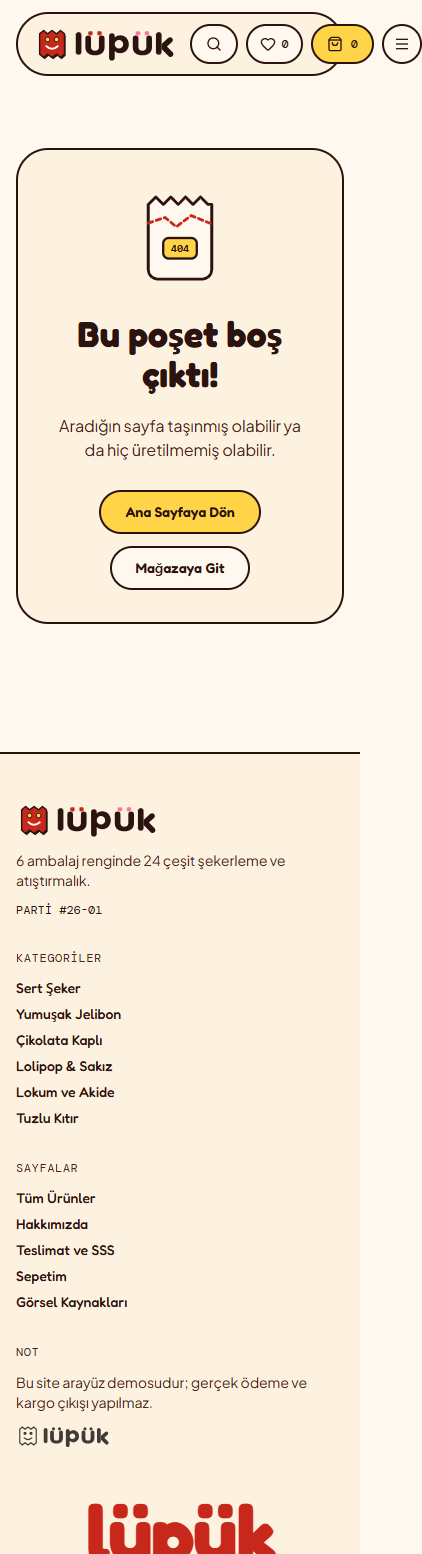 lüpük
0
0
404
Bu poşet boş
çıktı!
Aradığın sayfa taşınmış olabilir ya
da hiç üretilmemiş olabilir.
Ana Sayfaya Dön
Mağazaya Git
lüpük
6 ambalaj renginde 24 çeşit şekerleme ve
atıştırmalık.
PARTİ #26-01
KATEGORİLER
Sert Şeker
Yumuşak Jelibon
Çikolata Kaplı
Lolipop & Sakız
Lokum ve Akide
Tuzlu Kıtır
SAYFALAR
Tüm Ürünler
Hakkımızda
Teslimat ve SSS
Sepetim
Görsel Kaynakları
NOT
Bu site arayüz demosudur; gerçek ödeme ve
kargo çıkışı yapılmaz.
lüpük
lüpük